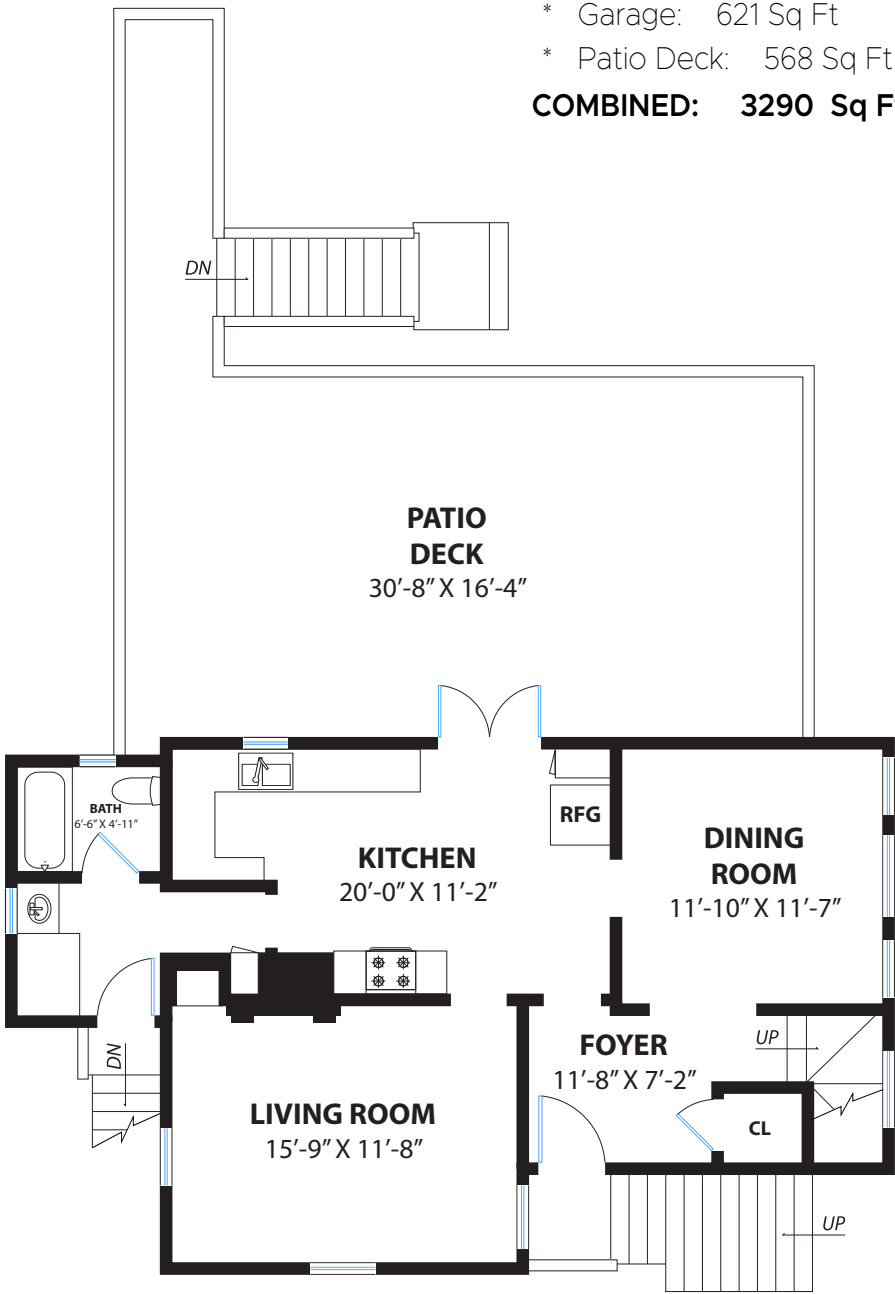 * Garage: 621 Sq Ft
* Patio Deck: 568 Sq Ft
COMBINED: 3290 Sq F
DN
PATIO
DECK
30'-8" X 16'-4"
BATH
6'-6" X 4'-11"
RFG
KITCHEN
20'-0" X 11'-2"
DINING
ROOM
11'-10" X 11'-7"
DN
FOYER
11'-8" X 7'-2"
UP
LIVING ROOM
15'-9" X 11'-8"
CL
UP